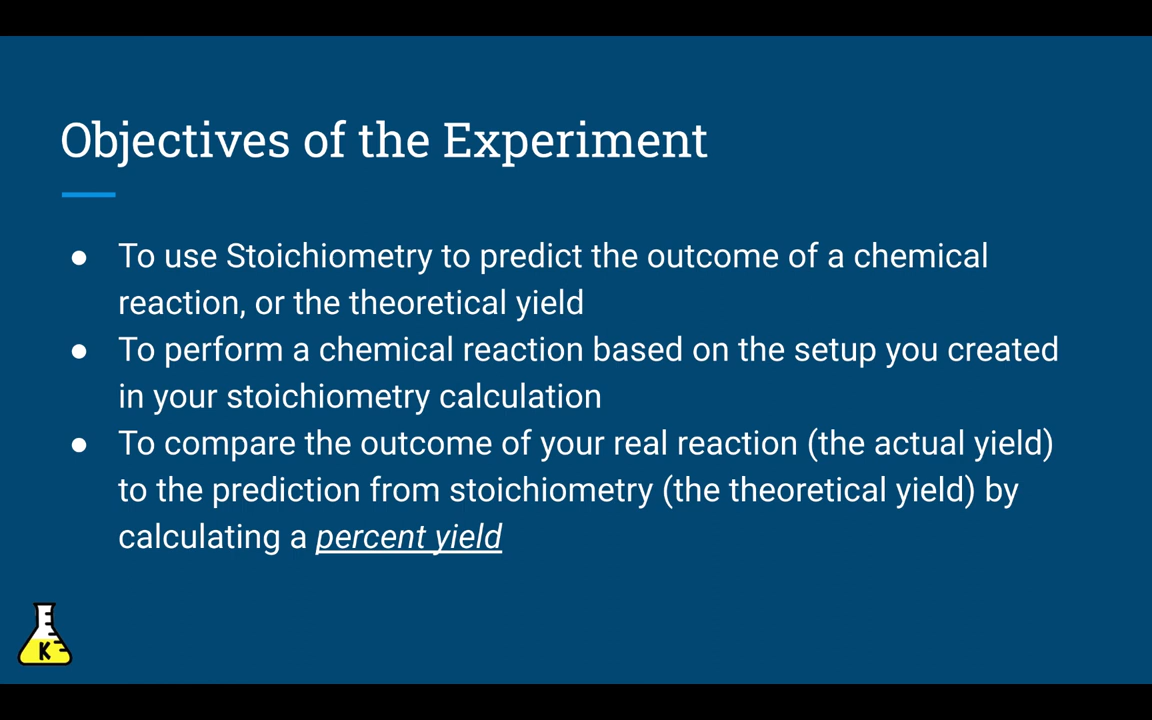 Objectives of the Experiment
● To use Stoichiometry to predict the outcome of a chemical
reaction, or the theoretical yield
● To perform a chemical reaction based on the setup you created
in your stoichiometry calculation
● To compare the outcome of your real reaction (the actual yield)
to the prediction from stoichiometry (the theoretical yield) by
calculating a percent yield
K